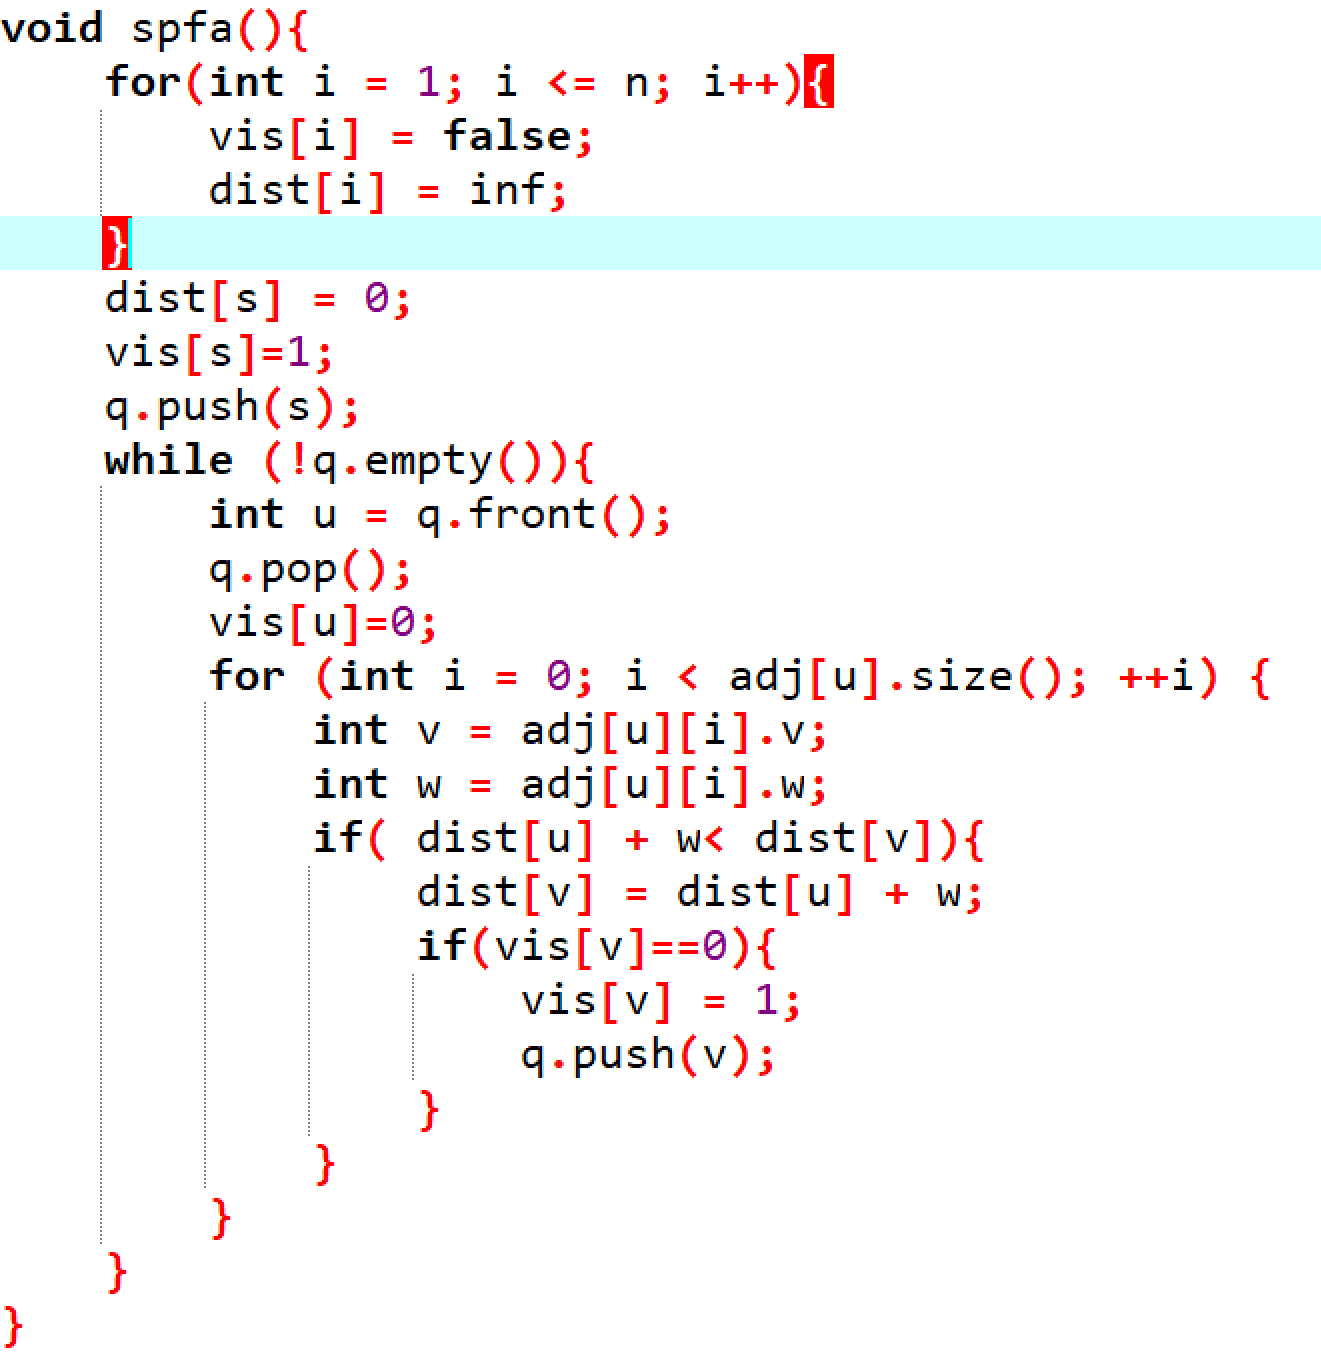 void spfa(){
    for(int i = 1; i <= n; i++){
        vis[i] = false;
        dist[i] = inf;
    }
    dist[s] = 0;
    vis[s]=1;
    q.push(s);
    while (!q.empty()){
        int u = q.front();
        q.pop();
        vis[u]=0;
        for (int i = 0; i < adj[u].size(); ++i) {
            int v = adj[u][i].v;
            int w = adj[u][i].w;
            if( dist[u] + w< dist[v]){
                dist[v] = dist[u] + w;
                if(vis[v]==0){
                    vis[v] = 1;
                    q.push(v);
                }
            }
        }
    }
}